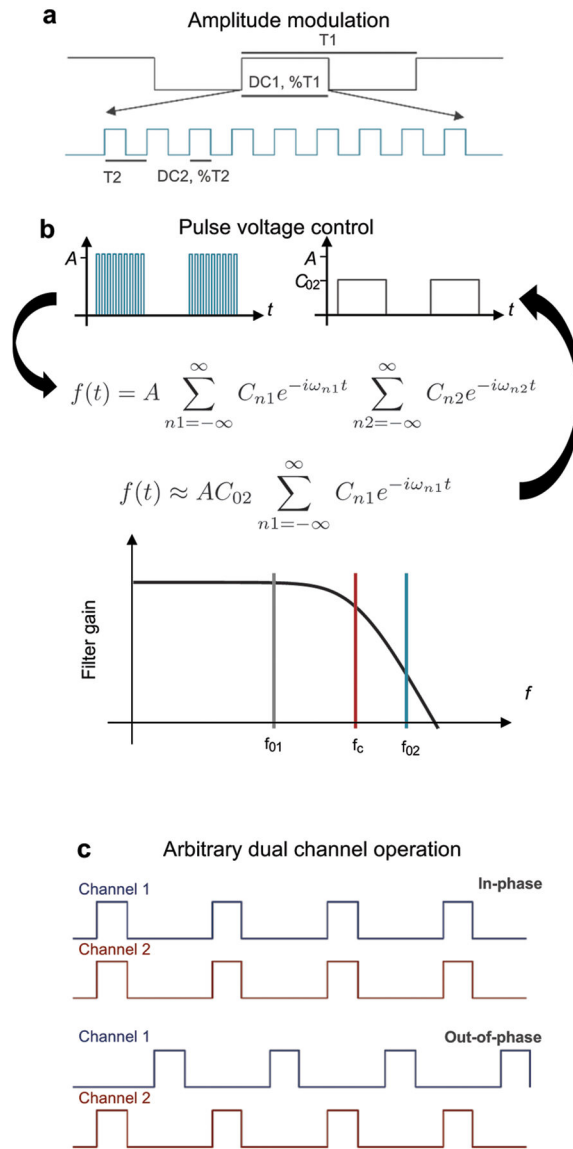 a
Amplitude modulation
T1
DC1, %T1
T2
DC2, %T2
b
Pulse voltage control
A
t
A
C₀₂
t
f(t) = A ∑_{n1=−∞}^{∞} C_{n1}e^{−iω_{n1}t} ∑_{n2=−∞}^{∞} C_{n2}e^{−iω_{n2}t}
f(t) ≈ AC₀₂ ∑_{n1=−∞}^{∞} C_{n1}e^{−iω_{n1}t}
Filter gain
f
f₀₁
f_c
f₀₂
c
Arbitrary dual channel operation
Channel 1
In-phase
Channel 2
Channel 1
Out-of-phase
Channel 2